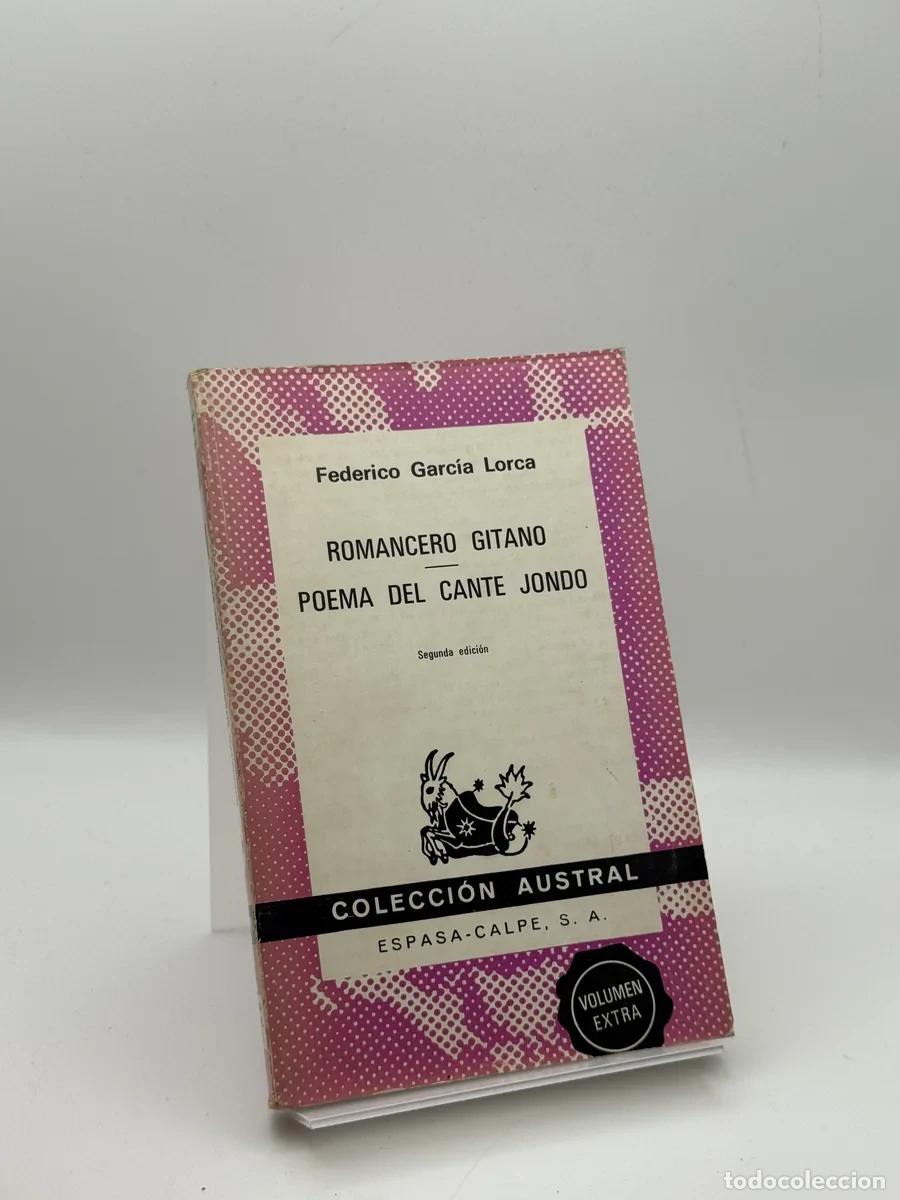 Federico García Lorca
ROMANCERO GITANO
POEMA DEL CANTE JONDO
Segunda edición
COLECCIÓN AUSTRAL
ESPASA-CALPE, S. A.
VOLUMEN
EXTRA
todocoleccion